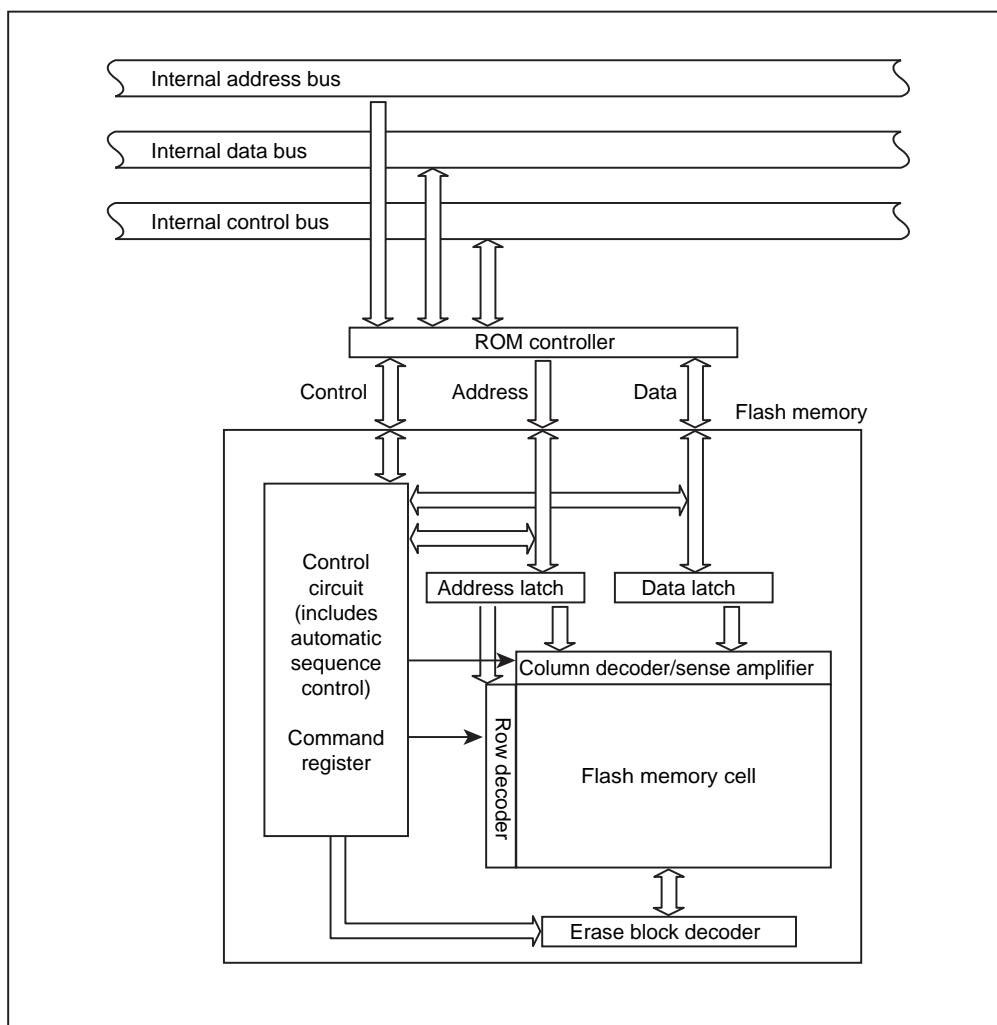 Internal address bus
Internal data bus
Internal control bus
ROM controller
Control
Address
Data
Flash memory
Control
circuit
(includes
automatic
sequence
control)
Command
register
Address latch
Data latch
Column decoder/sense amplifier
Row decoder
Flash memory cell
Erase block decoder